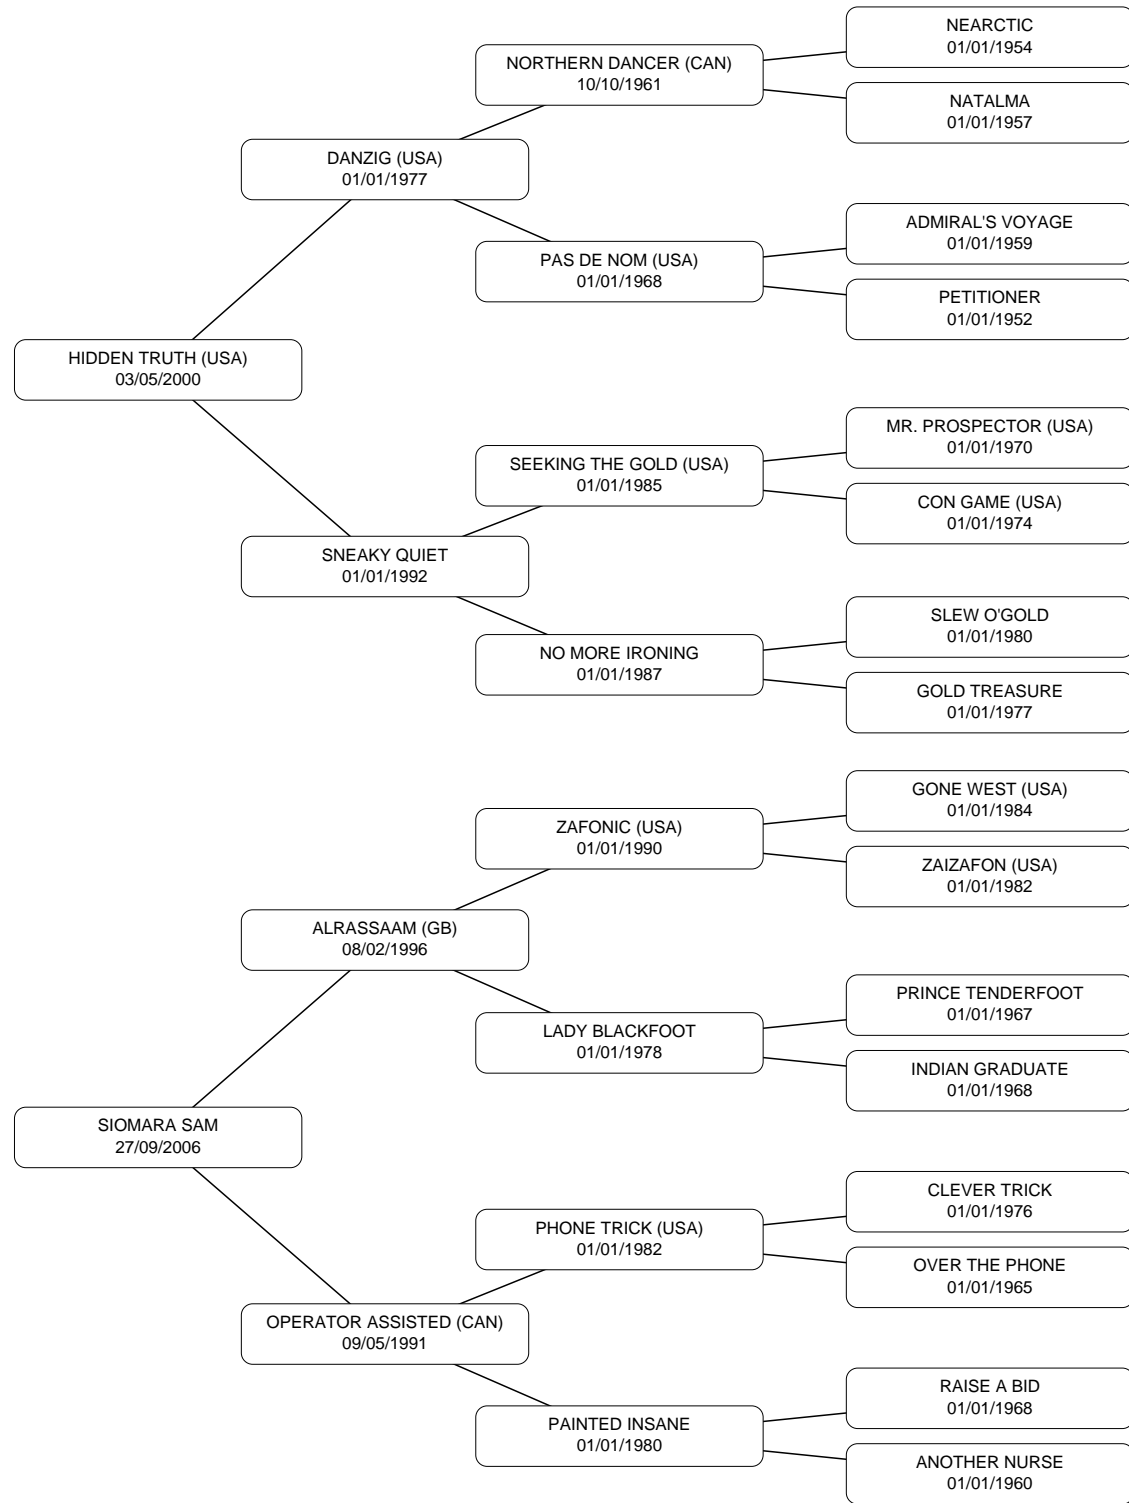 NEARCTIC
01/01/1954
NORTHERN DANCER (CAN)
10/10/1961
NATALMA
01/01/1957
DANZIG (USA)
01/01/1977
ADMIRAL'S VOYAGE
01/01/1959
PAS DE NOM (USA)
01/01/1968
PETITIONER
01/01/1952
HIDDEN TRUTH (USA)
03/05/2000
MR. PROSPECTOR (USA)
01/01/1970
SEEKING THE GOLD (USA)
01/01/1985
CON GAME (USA)
01/01/1974
SNEAKY QUIET
01/01/1992
SLEW O'GOLD
01/01/1980
NO MORE IRONING
01/01/1987
GOLD TREASURE
01/01/1977
GONE WEST (USA)
01/01/1984
ZAFONIC (USA)
01/01/1990
ZAIZAFON (USA)
01/01/1982
ALRASSAAM (GB)
08/02/1996
PRINCE TENDERFOOT
01/01/1967
LADY BLACKFOOT
01/01/1978
INDIAN GRADUATE
01/01/1968
SIOMARA SAM
27/09/2006
CLEVER TRICK
01/01/1976
PHONE TRICK (USA)
01/01/1982
OVER THE PHONE
01/01/1965
OPERATOR ASSISTED (CAN)
09/05/1991
RAISE A BID
01/01/1968
PAINTED INSANE
01/01/1980
ANOTHER NURSE
01/01/1960